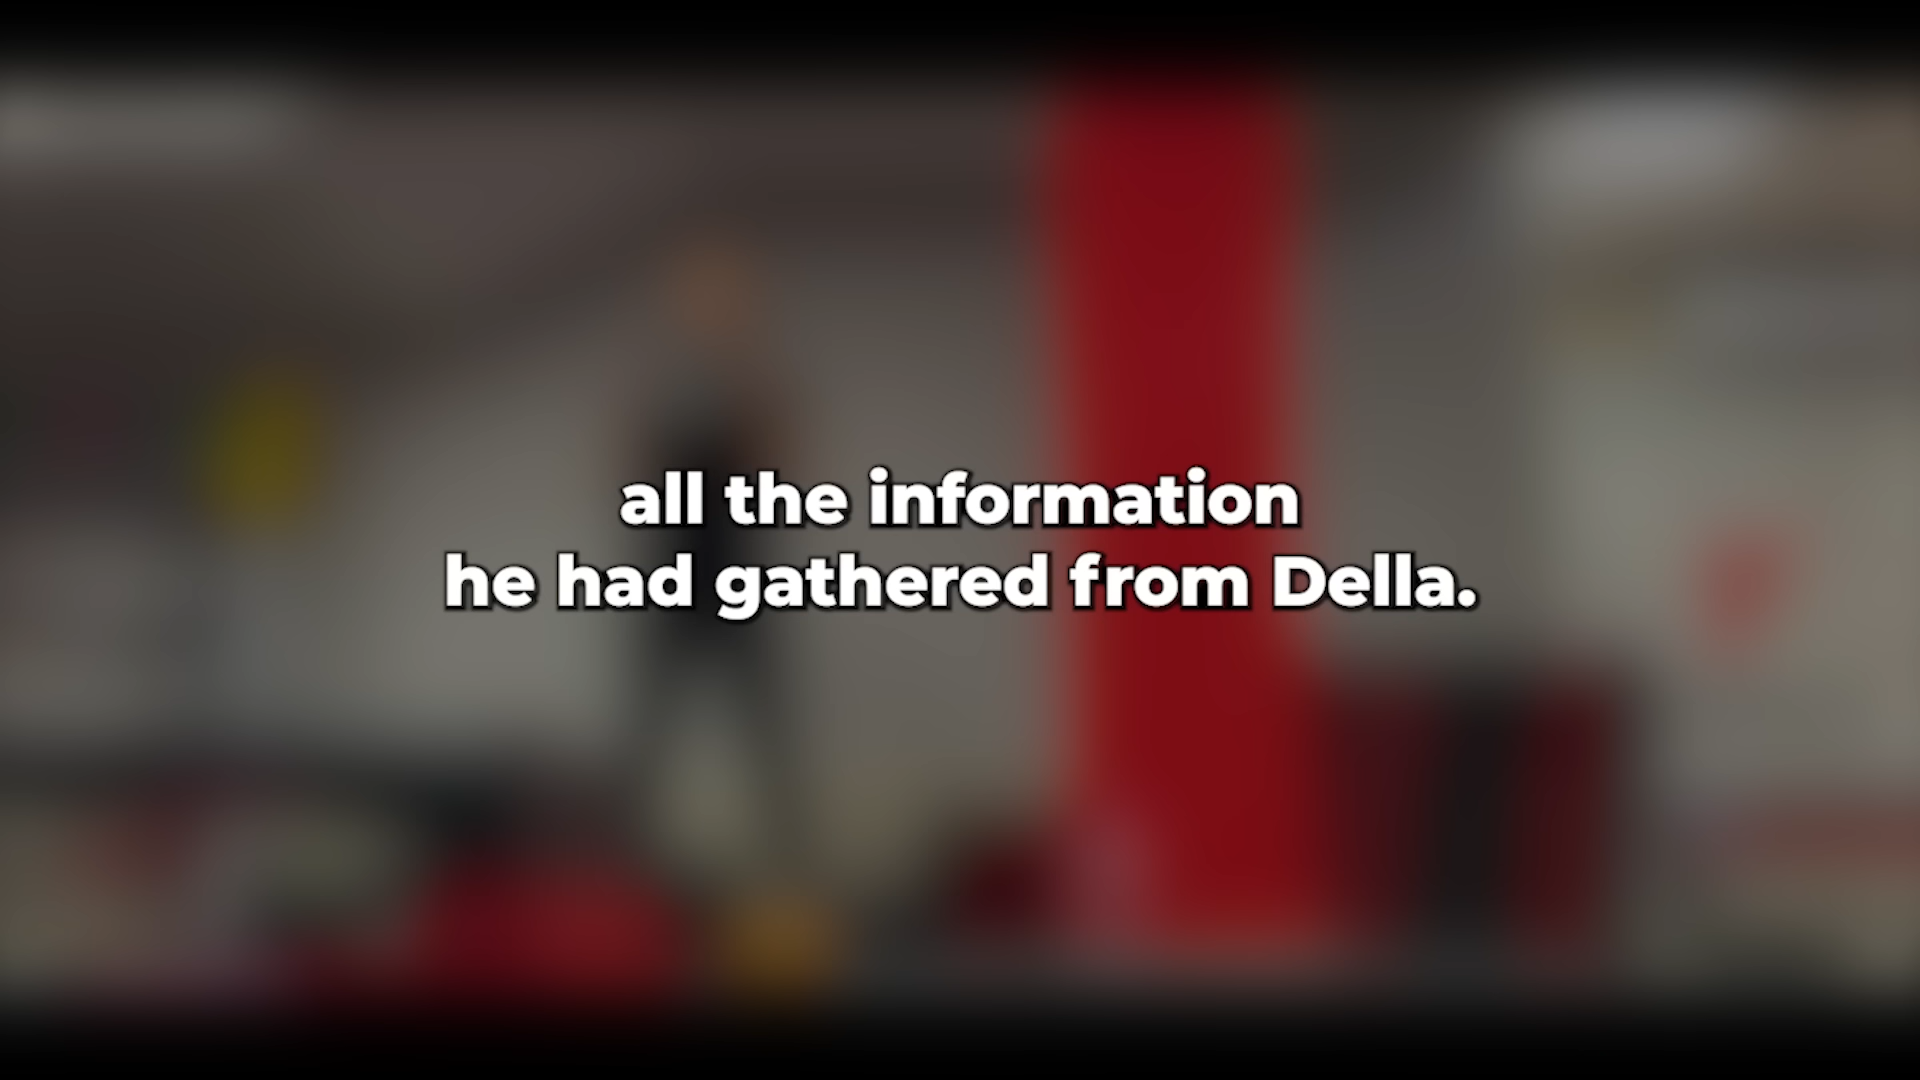 all the information
he had gathered from Della.